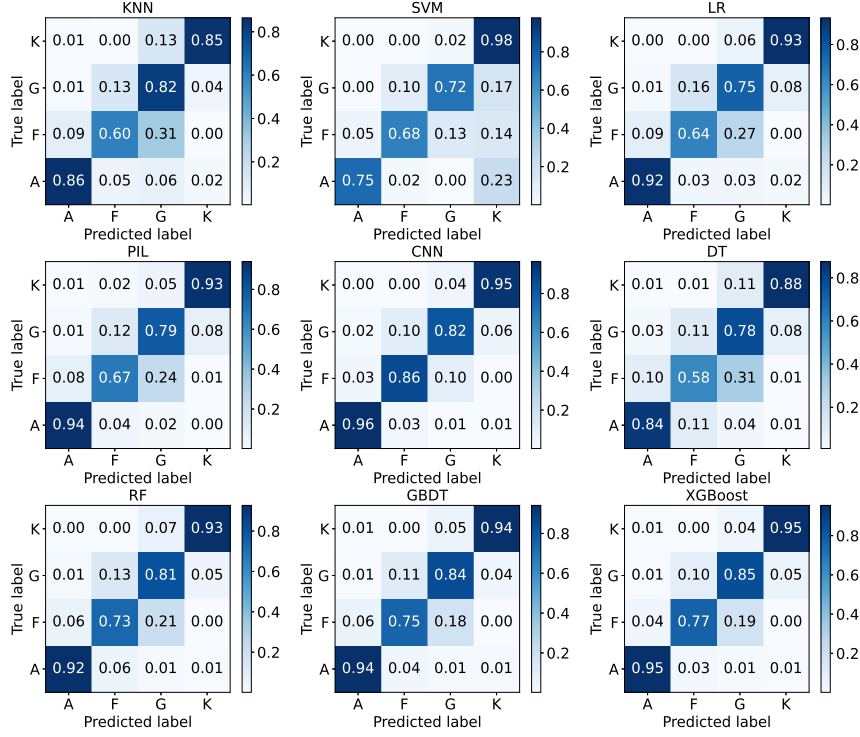 KNN SVM LR
K 0.01 0.00 0.13 0.85 0.8 K 0.00 0.00 0.02 0.98 0.8 K 0.00 0.00 0.06 0.93 0.8
G 0.01 0.13 0.82 0.04 0.6 G 0.00 0.10 0.72 0.17 0.6 G 0.01 0.16 0.75 0.08 0.6
F 0.09 0.60 0.31 0.00 0.4 F 0.05 0.68 0.13 0.14 0.4 F 0.09 0.64 0.27 0.00 0.4
A 0.86 0.05 0.06 0.02 0.2 A 0.75 0.02 0.00 0.23 0.2 A 0.92 0.03 0.03 0.02 0.2
True label True label True label
A F G K A F G K A F G K
Predicted label Predicted label Predicted label
PIL CNN DT
K 0.01 0.02 0.05 0.93 0.8 K 0.00 0.00 0.04 0.95 0.8 K 0.01 0.01 0.11 0.88 0.8
G 0.01 0.12 0.79 0.08 0.6 G 0.02 0.10 0.82 0.06 0.6 G 0.03 0.11 0.78 0.08 0.6
F 0.08 0.67 0.24 0.01 0.4 F 0.03 0.86 0.10 0.00 0.4 F 0.10 0.58 0.31 0.01 0.4
A 0.94 0.04 0.02 0.00 0.2 A 0.96 0.03 0.01 0.01 0.2 A 0.84 0.11 0.04 0.01 0.2
True label True label True label
A F G K A F G K A F G K
Predicted label Predicted label Predicted label
RF GBDT XGBoost
K 0.00 0.00 0.07 0.93 0.8 K 0.01 0.00 0.05 0.94 0.8 K 0.01 0.00 0.04 0.95 0.8
G 0.01 0.13 0.81 0.05 0.6 G 0.01 0.11 0.84 0.04 0.6 G 0.01 0.10 0.85 0.05 0.6
F 0.06 0.73 0.21 0.00 0.4 F 0.06 0.75 0.18 0.00 0.4 F 0.04 0.77 0.19 0.00 0.4
A 0.92 0.06 0.01 0.01 0.2 A 0.94 0.04 0.01 0.01 0.2 A 0.95 0.03 0.01 0.01 0.2
True label True label True label
A F G K A F G K A F G K
Predicted label Predicted label Predicted label